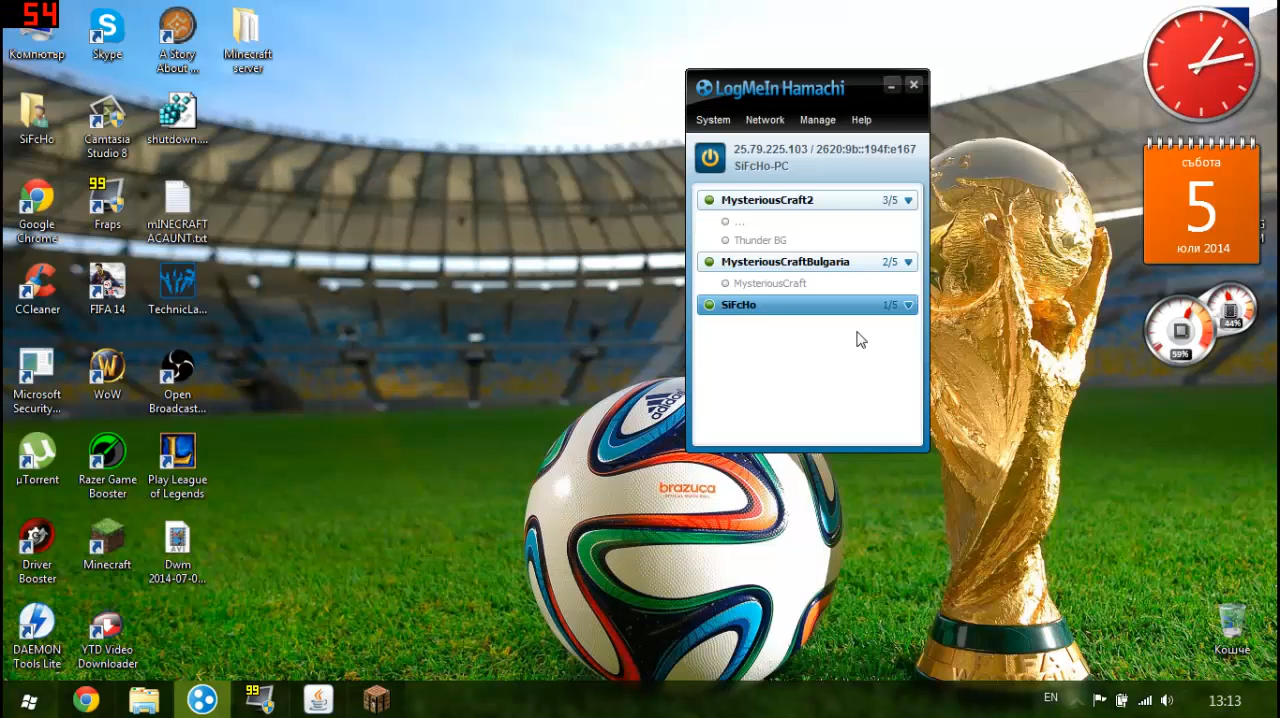 54
Компютър
Skype
A Story
About ...
Minecraft
server
SiFcHo
Camtasia
Studio 8
shutdown....
Google
Chrome
99
Fraps
mINECRAFT
ACAUNT.txt
CCleaner
FIFA 14
TechnicLa...
Microsoft
Security...
WoW
Open
Broadcast...
µTorrent
Razer Game
Booster
Play League
of Legends
Driver
Booster
Minecraft
AVI
Dwm
2014-07-0...
DAEMON
Tools Lite
YTD Video
Downloader
LogMeIn Hamachi
System Network Manage Help
25.79.225.103 / 2620:9b::194f:e167
SiFcHo-PC
MysteriousCraft2 3/5
...
Thunder BG
MysteriousCraftBulgaria 2/5
MysteriousCraft
SiFcHo 1/5
adidas
brazuca
събота
5
юли 2014
44%
59%
Кошче
99
EN
13:13